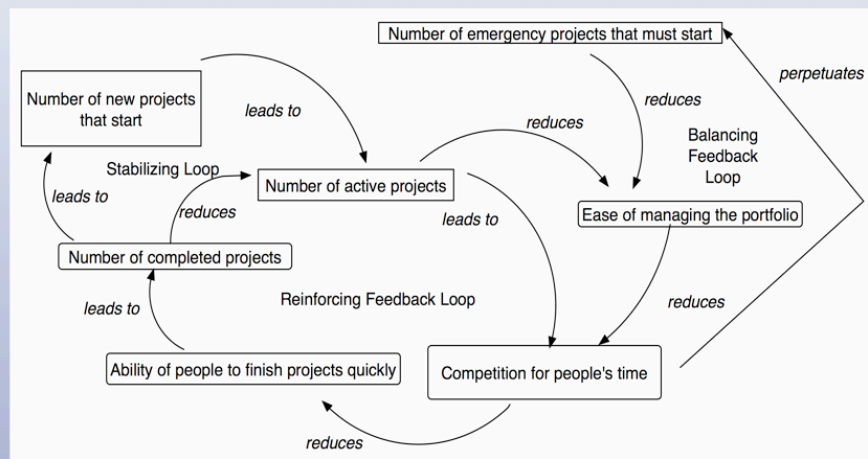 Number of emergency projects that must start
perpetuates
Number of new projects
that start
leads to
reduces
reduces
Balancing
Feedback
Loop
Stabilizing Loop
Number of active projects
leads to
reduces
leads to
Ease of managing the portfolio
Number of completed projects
Reinforcing Feedback Loop
leads to
reduces
Ability of people to finish projects quickly
Competition for people's time
reduces